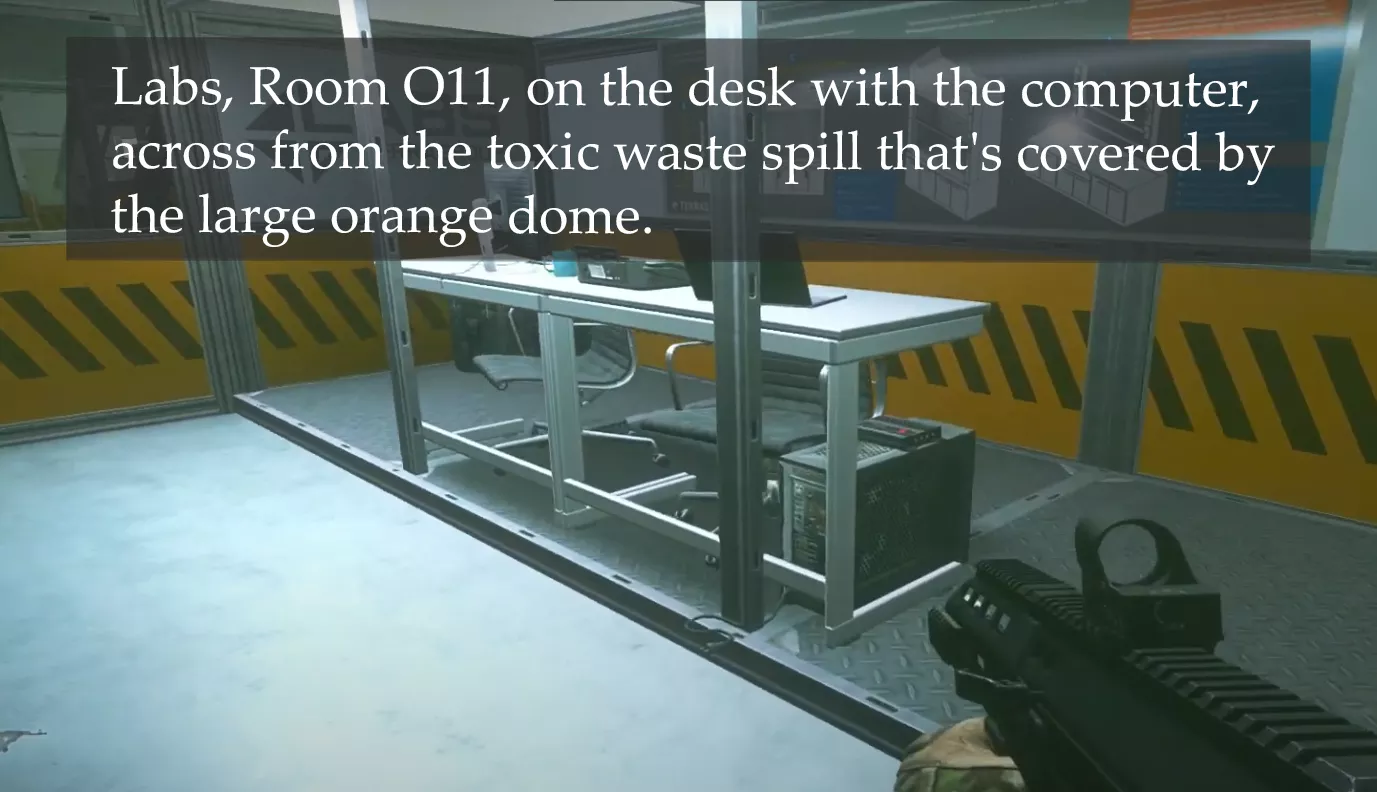 Labs, Room O11, on the desk with the computer,
across from the toxic waste spill that's covered by
the large orange dome.
LABS